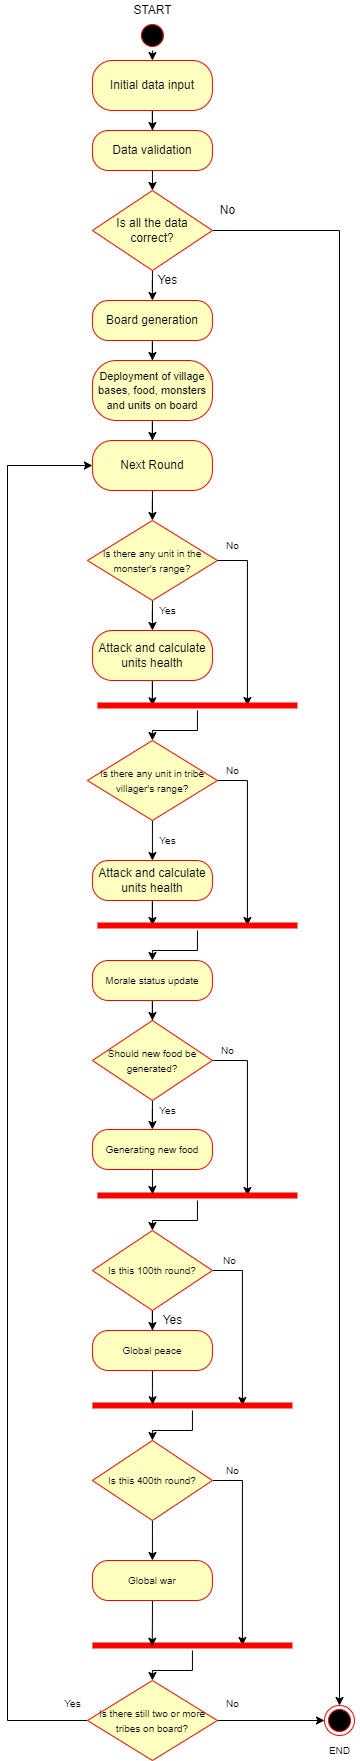 START
Initial data input
Data validation
Is all the data
correct?
No
Yes
Board generation
Deployment of village
bases, food, monsters
and units on board
Next Round
Is there any unit in the
monster's range?
No
Yes
Attack and calculate
units health
Is there any unit in tribe
villager's range?
No
Yes
Attack and calculate
units health
Morale status update
Should new food be
generated?
No
Yes
Generating new food
Is this 100th round?
No
Yes
Global peace
Is this 400th round?
No
Global war
Yes
Is there still two or more
tribes on board?
No
END